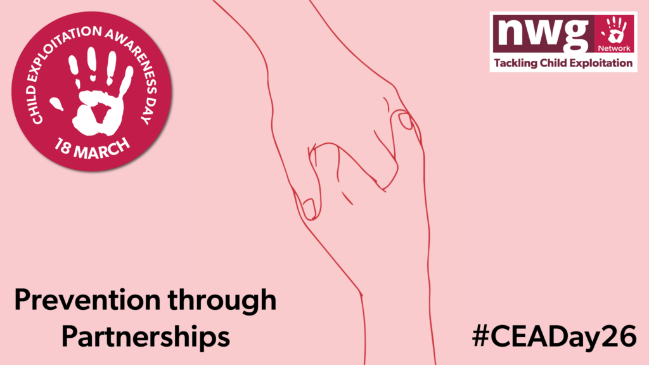 CHILD EXPLOITATION AWARENESS DAY
18 MARCH
nwg
Network
Tackling Child Exploitation
Prevention through
Partnerships
#CEADay26